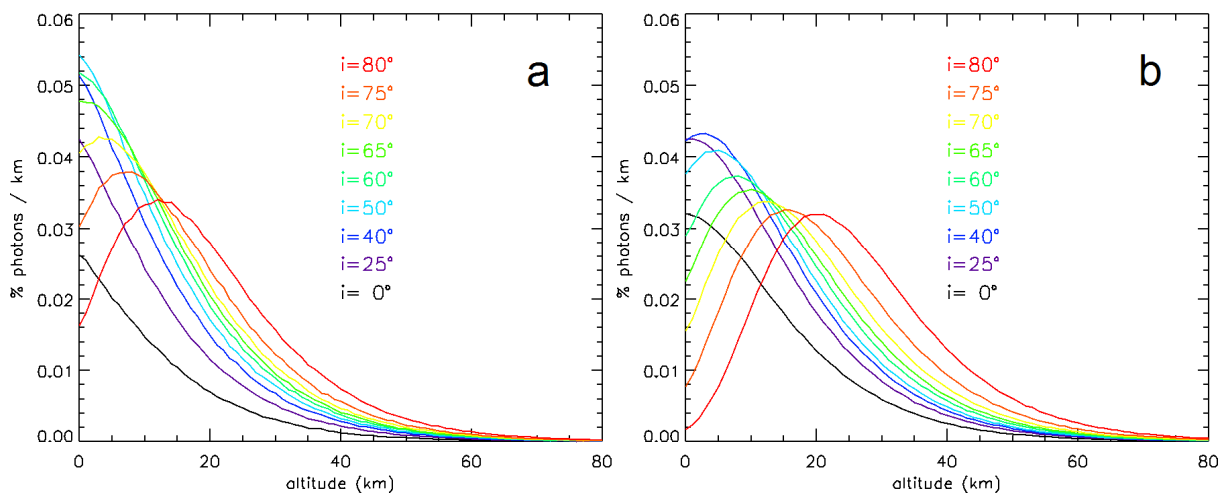 a
0.06
0.05
0.04
0.03
0.02
0.01
0.00
% photons / km
i=80°
i=75°
i=70°
i=65°
i=60°
i=50°
i=40°
i=25°
i= 0°
0 20 40 60 80
altitude (km)
b
0.06
0.05
0.04
0.03
0.02
0.01
0.00
% photons / km
i=80°
i=75°
i=70°
i=65°
i=60°
i=50°
i=40°
i=25°
i= 0°
0 20 40 60 80
altitude (km)